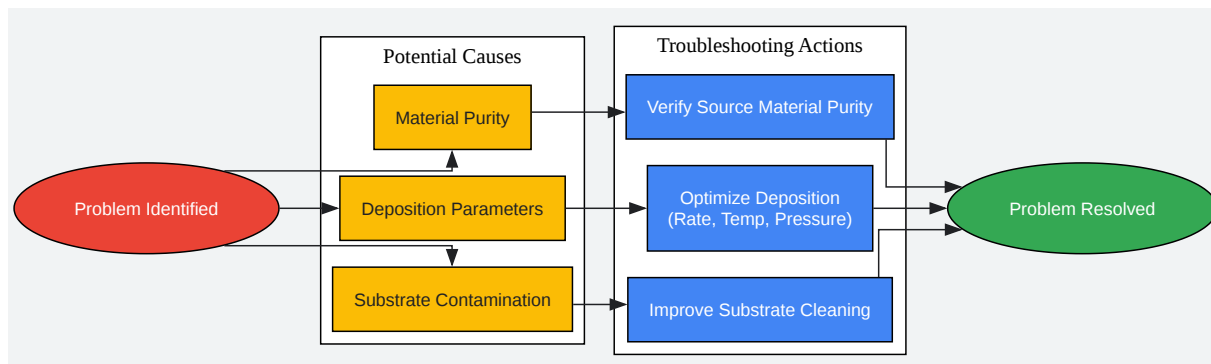 Potential Causes
Troubleshooting Actions
Problem Identified
Material Purity
Deposition Parameters
Substrate Contamination
Verify Source Material Purity
Optimize Deposition
(Rate, Temp, Pressure)
Improve Substrate Cleaning
Problem Resolved